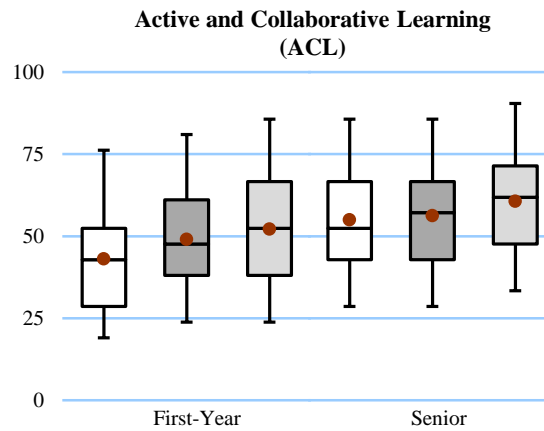 Active and Collaborative Learning
(ACL)
100
75
50
25
0
First-Year Senior